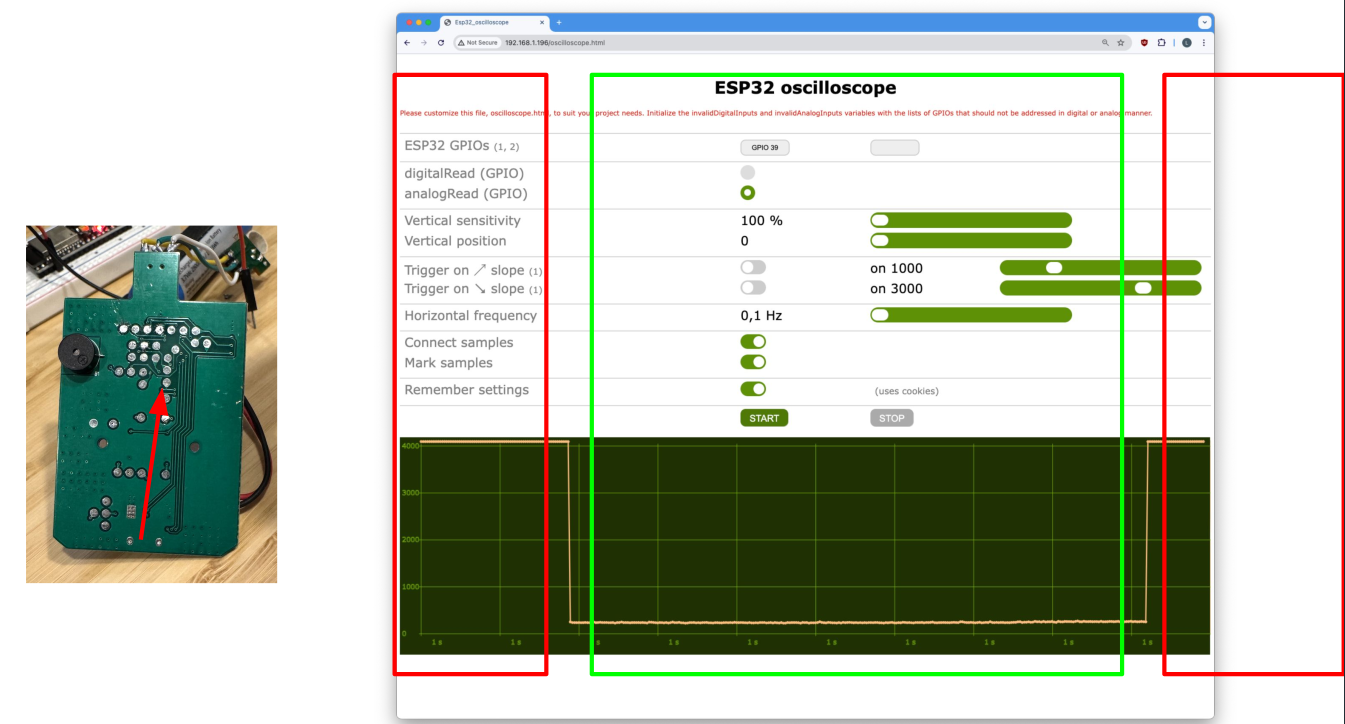 Esp32_oscilloscope
Not Secure 192.168.1.196/oscilloscope.html
ESP32 oscilloscope
Please customize this file, oscilloscope.html, to suit your project needs. Initialize the invalidDigitalInputs and invalidAnalogInputs variables with the lists of GPIOs that should not be addressed in digital or analog manner.
ESP32 GPIOs (1, 2) GPIO 39
digitalRead (GPIO)
analogRead (GPIO)
Vertical sensitivity 100 %
Vertical position 0
Trigger on ↗ slope (1) on 1000
Trigger on ↘ slope (1) on 3000
Horizontal frequency 0,1 Hz
Connect samples
Mark samples
Remember settings (uses cookies)
START STOP
4000
3000
2000
1000
0
1 s 1 s s 1 s 1 s 1 s 1 s 1 s 1 s 1 s